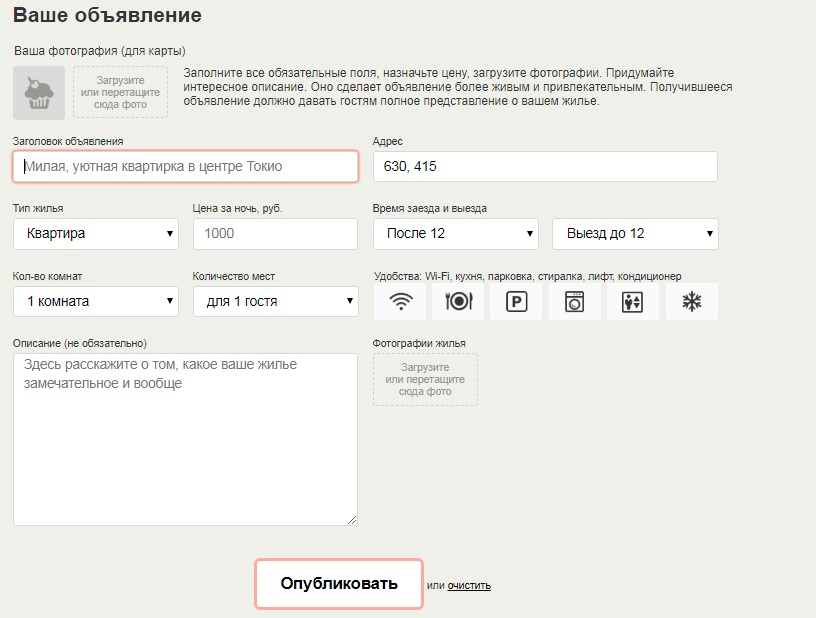 Ваше объявление
Ваша фотография (для карты)
Загрузите
или перетащите
сюда фото
Заполните все обязательные поля, назначьте цену, загрузите фотографии. Придумайте
интересное описание. Оно сделает объявление более живым и привлекательным. Получившееся
объявление должно давать гостям полное представление о вашем жилье.
Заголовок объявления
Милая, уютная квартирка в центре Токио
Адрес
630, 415
Тип жилья
Квартира
Цена за ночь, руб.
1000
Время заезда и выезда
После 12
Выезд до 12
Кол-во комнат
1 комната
Количество мест
для 1 гостя
Удобства: Wi-Fi, кухня, парковка, стиралка, лифт, кондиционер
P
Описание (не обязательно)
Здесь расскажите о том, какое ваше жилье
замечательное и вообще
Фотографии жилья
Загрузите
или перетащите
сюда фото
Опубликовать
или очистить